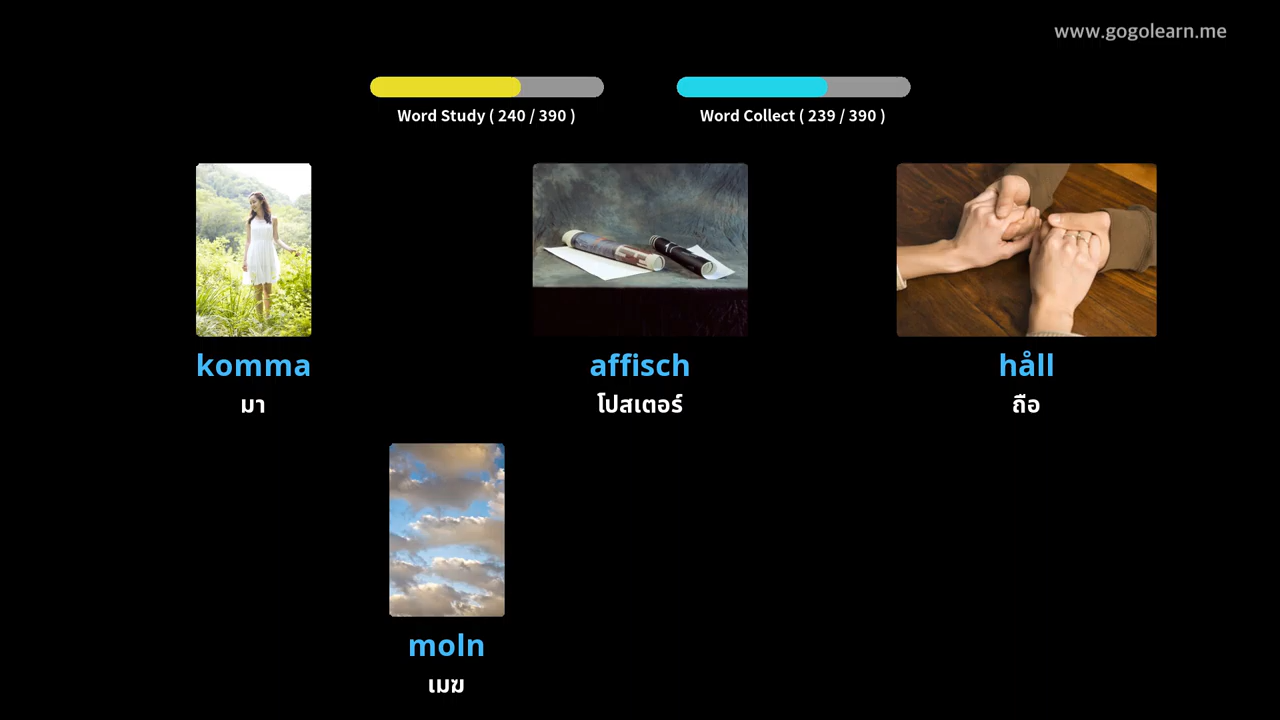 www.gogolearn.me
Word Study ( 240 / 390 )
Word Collect ( 239 / 390 )
komma
affisch
håll
มา
โปสเตอร์
ถือ
moln
เมฆ